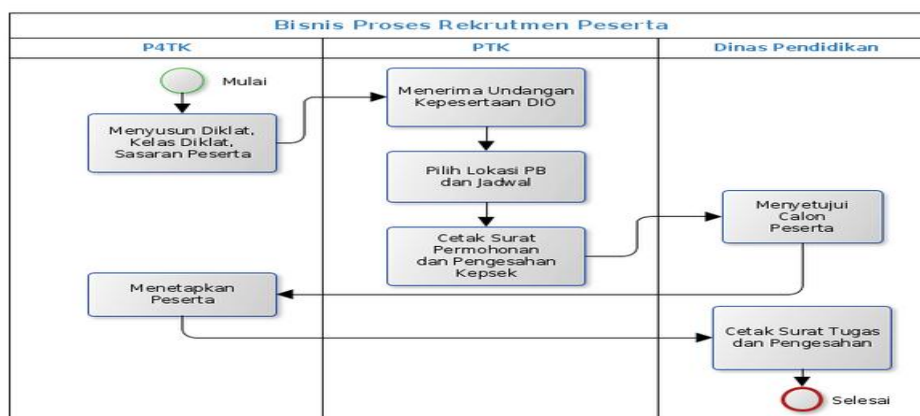 Bisnis Proses Rekrutmen Peserta
P4TK
PTK
Dinas Pendidikan
Mulai
Menyusun Diklat,
Kelas Diklat,
Sasaran Peserta
Menerima Undangan
Kepesertaan DIO
Pilih Lokasi PB
dan Jadwal
Cetak Surat
Permohonan
dan Pengesahan
Kepsek
Menyetujui
Calon
Peserta
Menetapkan
Peserta
Cetak Surat Tugas
dan Pengesahan
Selesai